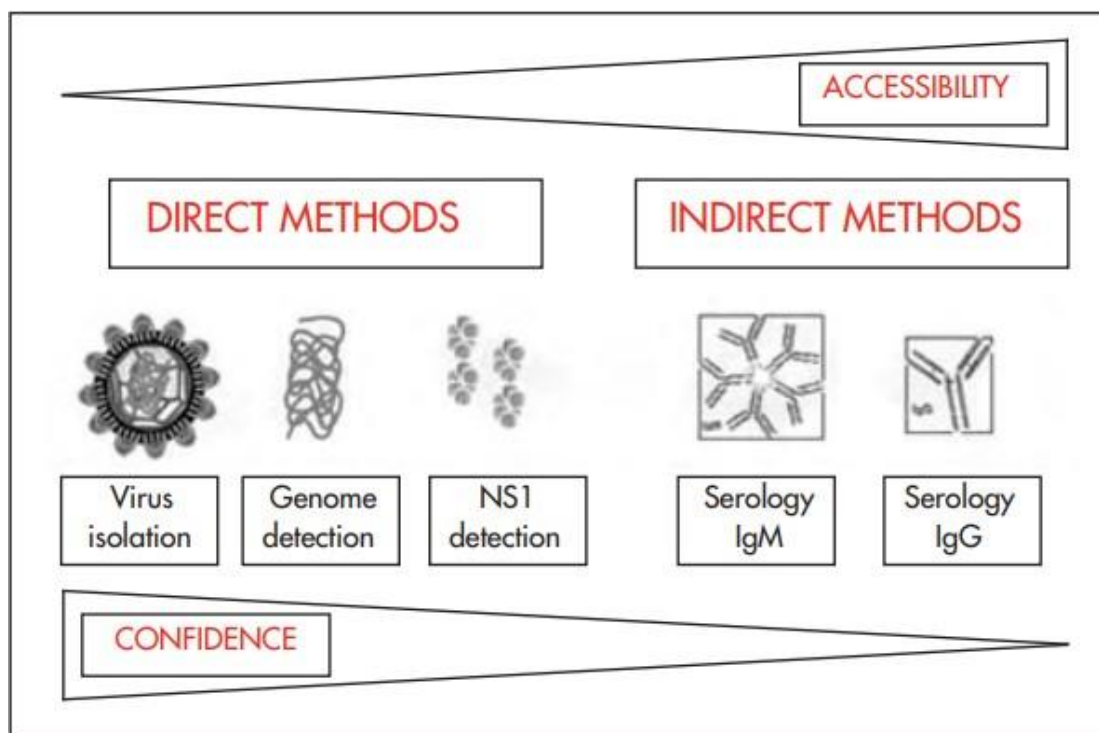 ACCESSIBILITY
DIRECT METHODS
INDIRECT METHODS
Virus
isolation
Genome
detection
NS1
detection
Serology
IgM
Serology
IgG
CONFIDENCE